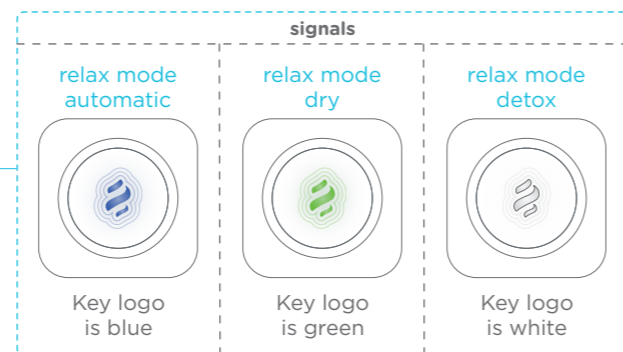 signals
relax mode
automatic
relax mode
dry
relax mode
detox
Key logo
is blue
Key logo
is green
Key logo
is white